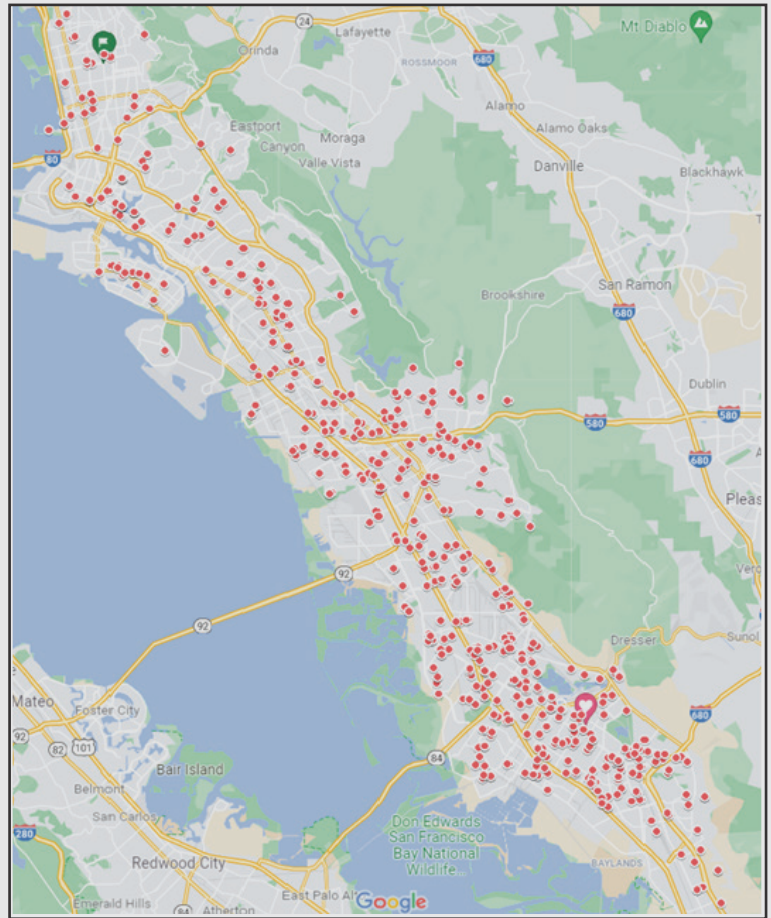 Mt Diablo
24
Lafayette
Orinda
ROSSMOOR
680
Alamo
Eastport
Alamo Oaks
Canyon
Moraga
80
Valle Vista
Danville
Blackhawk
San Ramon
Brookshire
680
Dublin
580
580
680
Pleas
92
92
Dresser
Sunol
Mateo
Foster City
680
92
82
101
84
Bair Island
Belmont
San Carlos
Don Edwards
San Francisco
Bay National
Wildlife
280
Redwood City
BAYLANDS
East Palo Al
Google
Emerald Hills
84
Atherton